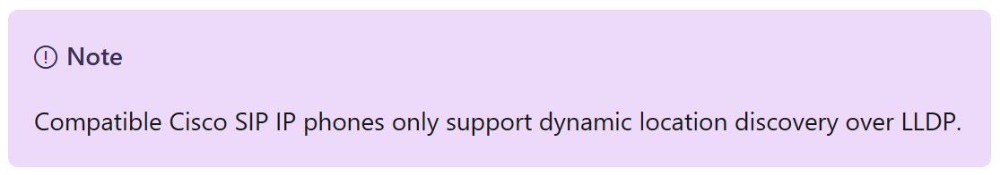 Note
Compatible Cisco SIP IP phones only support dynamic location discovery over LLDP.